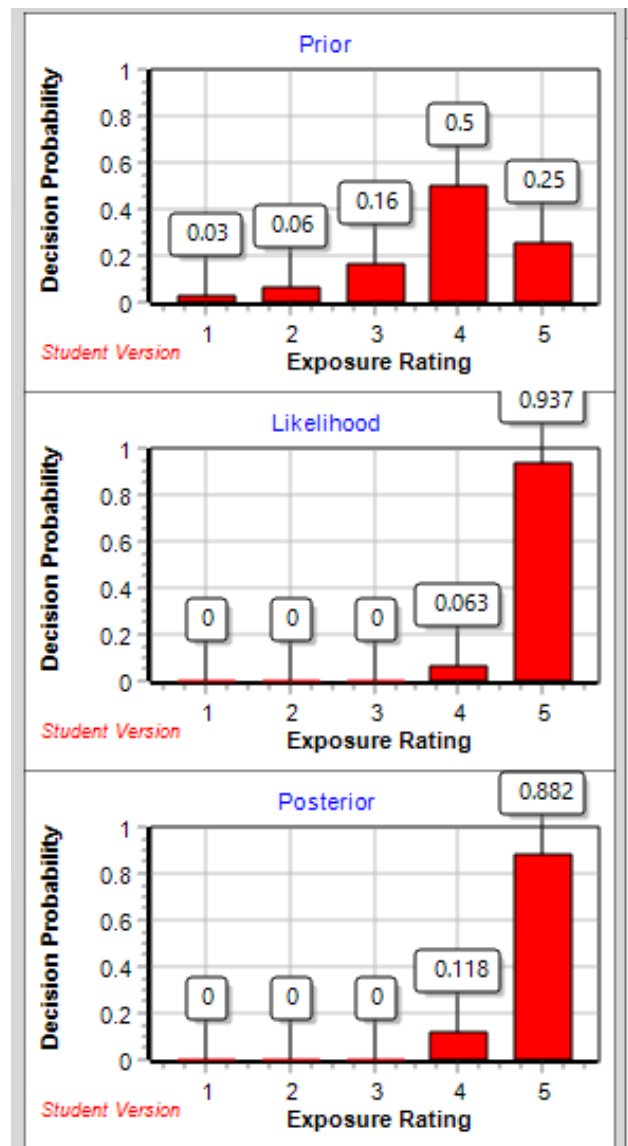 Prior
Decision Probability
1
0.8
0.6
0.4
0.2
0
0.03
0.06
0.16
0.5
0.25
1 2 3 4 5
Student Version
Exposure Rating
0.937
Likelihood
Decision Probability
1
0.8
0.6
0.4
0.2
0
0
0
0
0.063
1 2 3 4 5
Student Version
Exposure Rating
0.882
Posterior
Decision Probability
1
0.8
0.6
0.4
0.2
0
0
0
0
0.118
1 2 3 4 5
Student Version
Exposure Rating